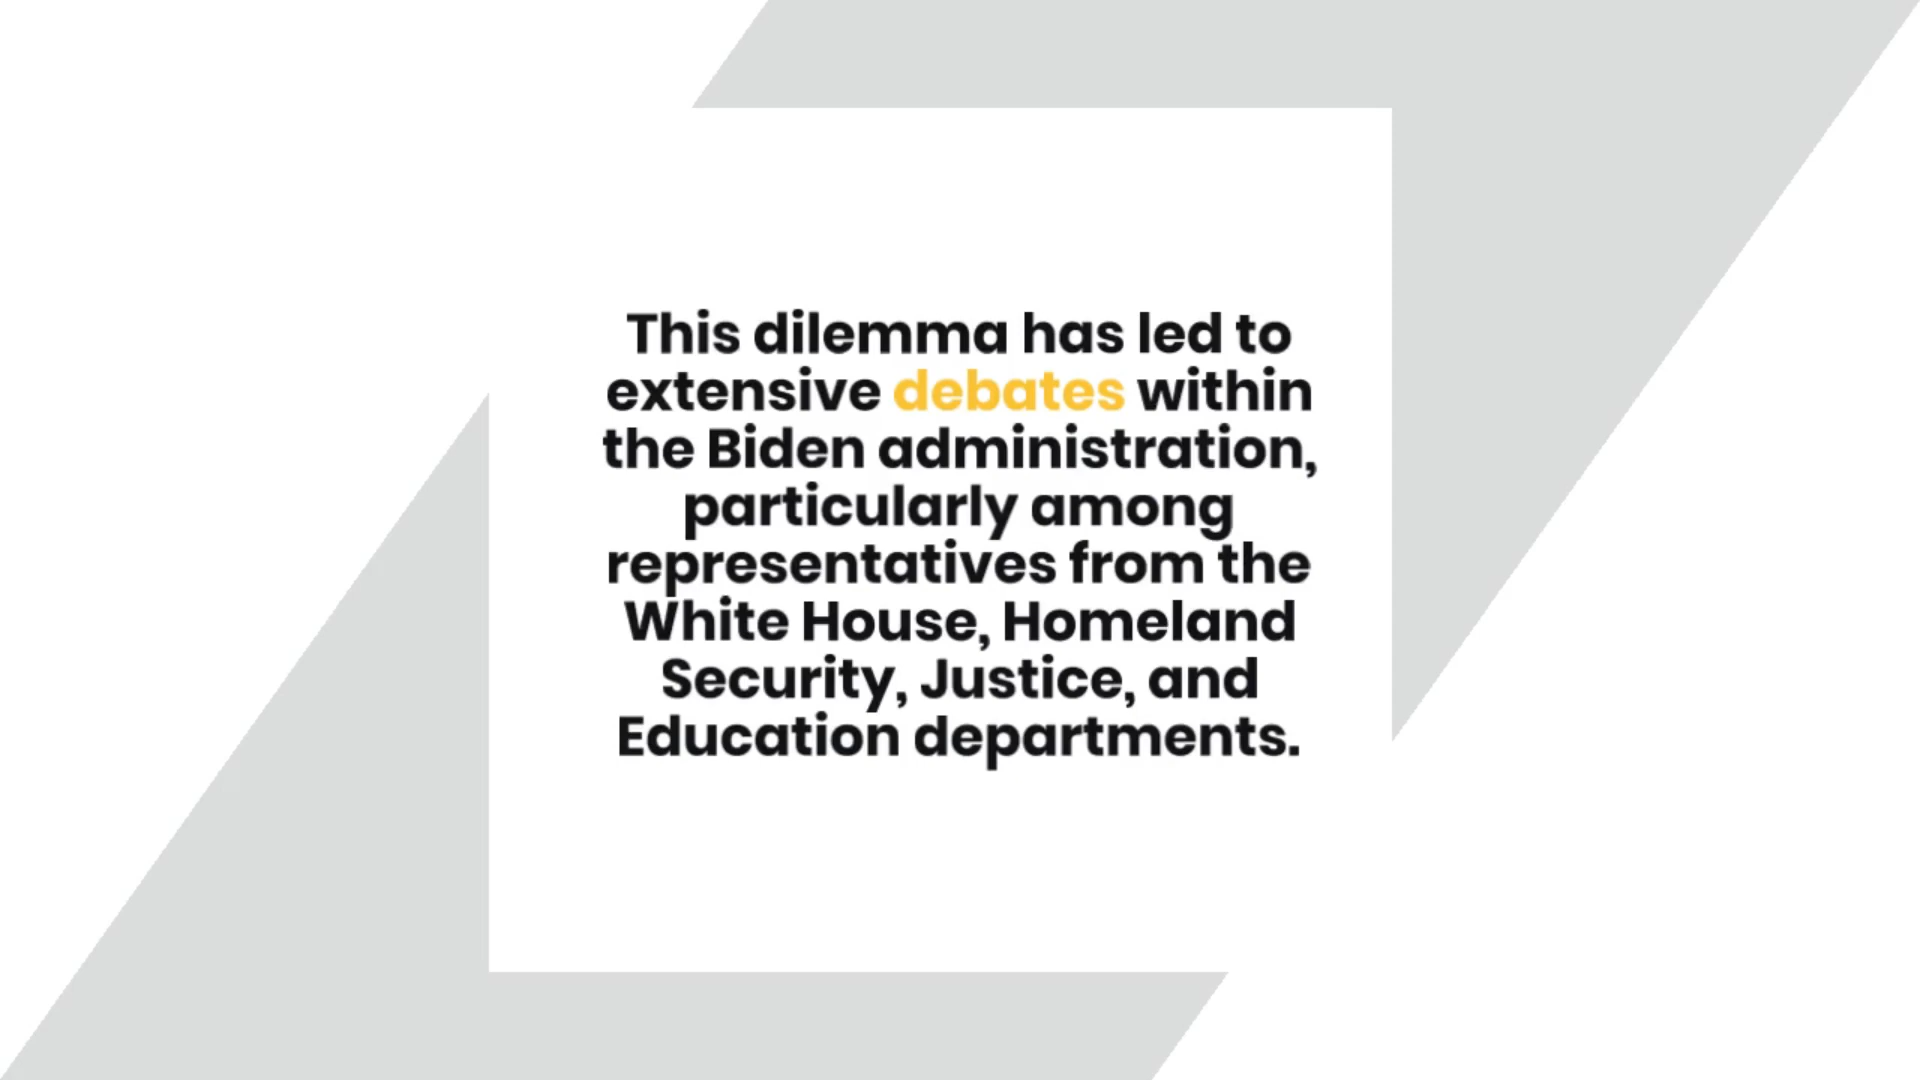 This dilemma has led to
extensive debates within
the Biden administration,
particularly among
representatives from the
White House, Homeland
Security, Justice, and
Education departments.